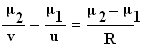 μ₂/v − μ₁/u = (μ₂ − μ₁)/R